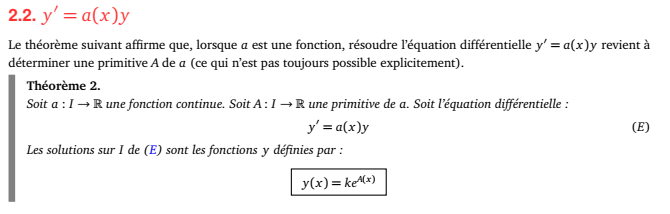 2.2. y′ = a(x)y
Le théorème suivant affirme que, lorsque a est une fonction, résoudre l'équation différentielle y′ = a(x)y revient à
déterminer une primitive A de a (ce qui n'est pas toujours possible explicitement).
Théorème 2.
Soit a : I → ℝ une fonction continue. Soit A : I → ℝ une primitive de a. Soit l'équation différentielle :
y′ = a(x)y (E)
Les solutions sur I de (E) sont les fonctions y définies par :
y(x) = ke^{A(x)}